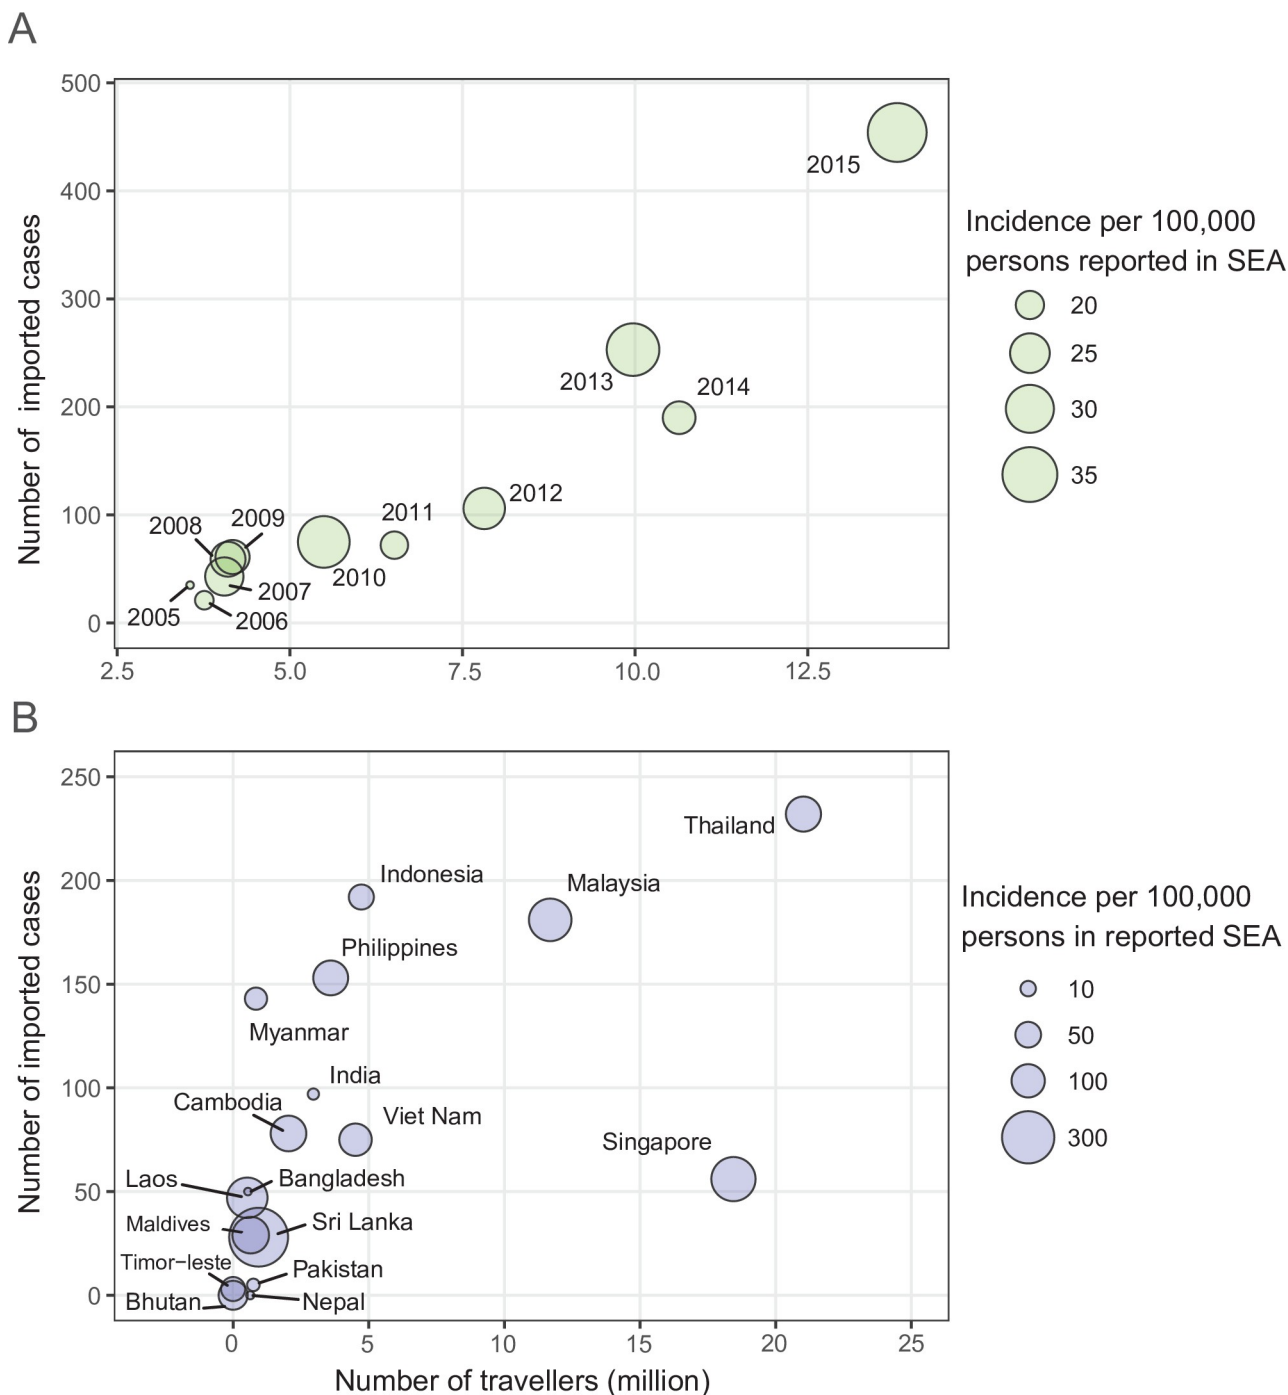 A
500
400
300
200
100
0
Number of imported cases
2015
2013
2014
2012
2011
2010
2009
2008
2007
2005
2006
2.5
5.0
7.5
10.0
12.5
Incidence per 100,000
persons reported in SEA
20
25
30
35
B
250
200
150
100
50
0
Number of imported cases
Thailand
Indonesia
Malaysia
Philippines
Myanmar
India
Cambodia
Viet Nam
Singapore
Laos
Bangladesh
Maldives
Sri Lanka
Timor−leste
Pakistan
Bhutan
Nepal
0
5
10
15
20
25
Number of travellers (million)
Incidence per 100,000
persons in reported SEA
10
50
100
300